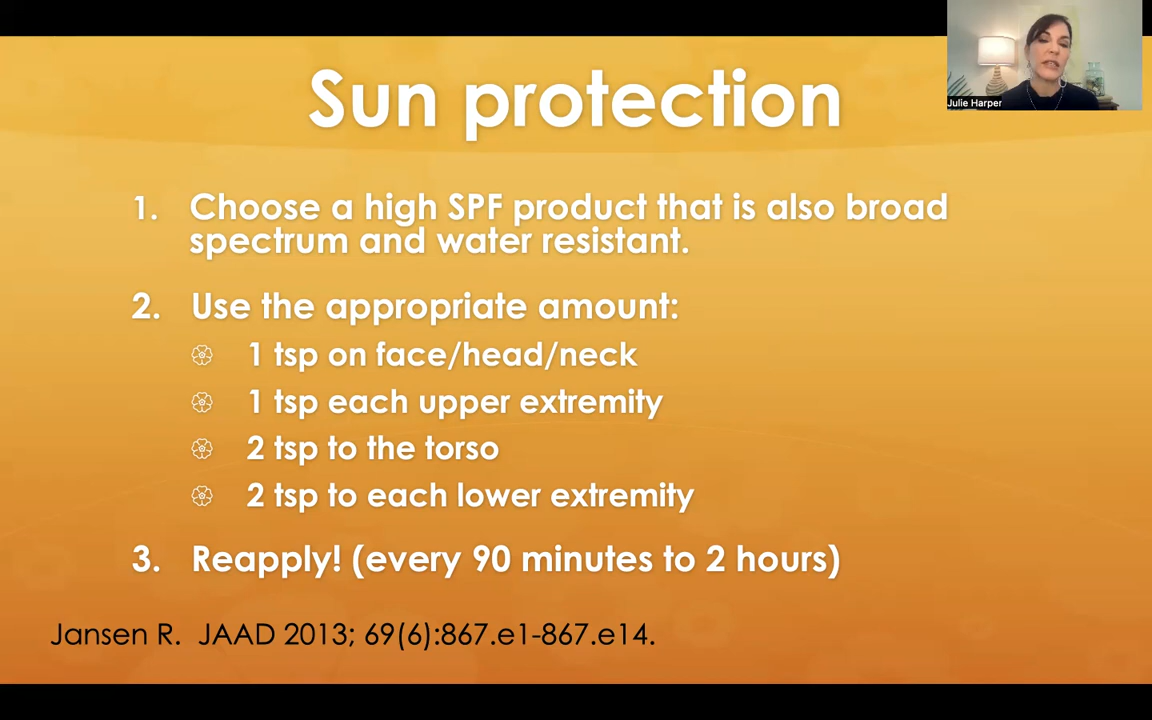 Sun protection
Julie Harper
1. Choose a high SPF product that is also broad
spectrum and water resistant.
2. Use the appropriate amount:
1 tsp on face/head/neck
1 tsp each upper extremity
2 tsp to the torso
2 tsp to each lower extremity
3. Reapply! (every 90 minutes to 2 hours)
Jansen R. JAAD 2013; 69(6):867.e1-867.e14.